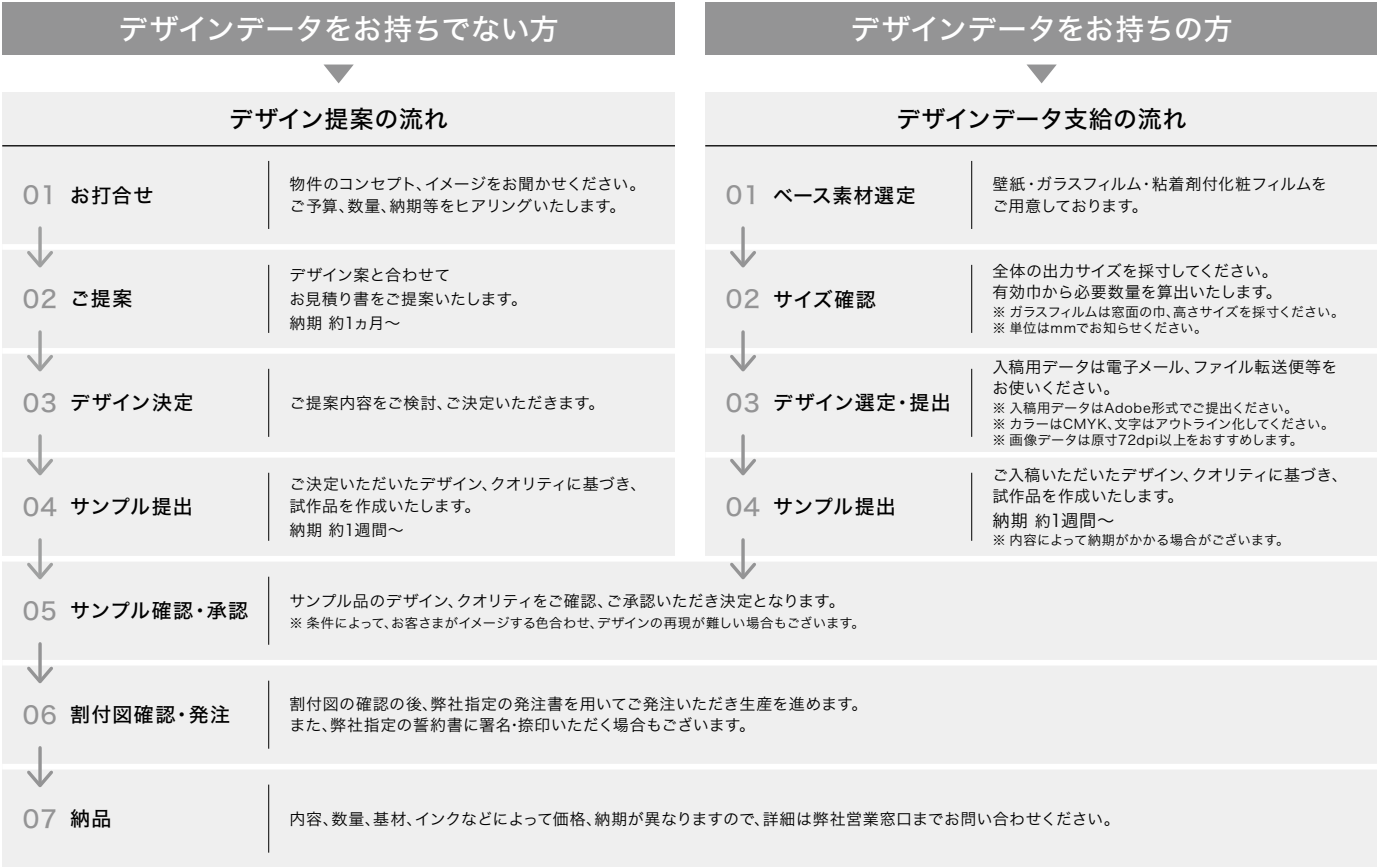 デザインデータをお持ちでない方
デザイン提案の流れ
01 お打合せ
物件のコンセプト、イメージをお聞かせください。
ご予算、数量、納期等をヒアリングいたします。
02 ご提案
デザイン案と合わせて
お見積り書をご提案いたします。
納期 約1ヵ月〜
03 デザイン決定
ご提案内容をご検討、ご決定いただきます。
04 サンプル提出
ご決定いただいたデザイン、クオリティに基づき、
試作品を作成いたします。
納期 約1週間〜
デザインデータをお持ちの方
デザインデータ支給の流れ
01 ベース素材選定
壁紙・ガラスフィルム・粘着剤付化粧フィルムを
ご用意しております。
02 サイズ確認
全体の出力サイズを採寸してください。
有効巾から必要数量を算出いたします。
※ ガラスフィルムは窓面の巾、高さサイズを採寸ください。
※ 単位はmmでお知らせください。
03 デザイン選定・提出
入稿用データは電子メール、ファイル転送便等を
お使いください。
※ 入稿用データはAdobe形式でご提出ください。
※ カラーはCMYK、文字はアウトライン化してください。
※ 画像データは原寸72dpi以上をおすすめします。
04 サンプル提出
ご入稿いただいたデザイン、クオリティに基づき、
試作品を作成いたします。
納期 約1週間〜
※ 内容によって納期がかかる場合がございます。
05 サンプル確認・承認
サンプル品のデザイン、クオリティをご確認、ご承認いただき決定となります。
※ 条件によって、お客さまがイメージする色合わせ、デザインの再現が難しい場合もございます。
06 割付図確認・発注
割付図の確認の後、弊社指定の発注書を用いてご発注いただき生産を進めます。
また、弊社指定の誓約書に署名・捺印いただく場合もございます。
07 納品
内容、数量、基材、インクなどによって価格、納期が異なりますので、詳細は弊社営業窓口までお問い合わせください。